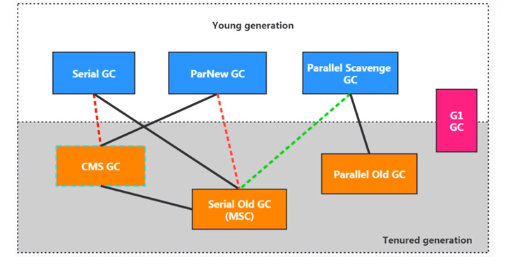 Young generation
Serial GC
ParNew GC
Parallel Scavenge
GC
G1
GC
CMS GC
Parallel Old GC
Serial Old GC
(MSC)
Tenured generation